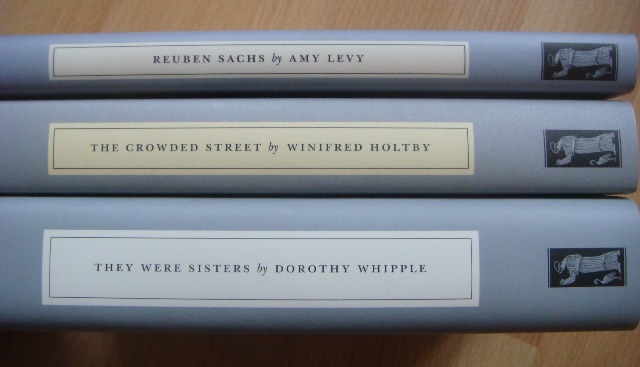 REUBEN SACHS by AMY LEVY
THE CROWDED STREET by WINIFRED HOLTBY
THEY WERE SISTERS by DOROTHY WHIPPLE